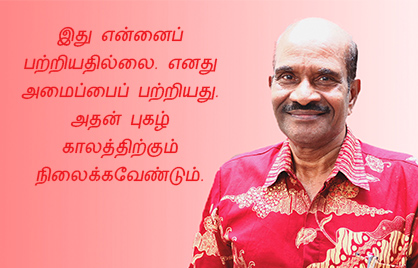 இது என்னைப்
பற்றியதில்லை. எனது
அமைப்பைப் பற்றியது.
அதன் புகழ்
காலத்திற்கும்
நிலைக்கவேண்டும்.